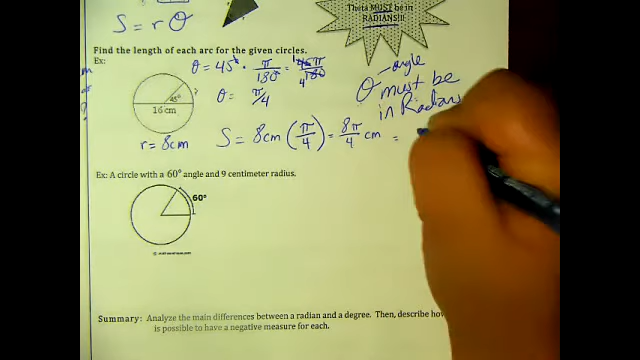 S = r θ
Theta MUST be in
RADIANS!!!
Find the length of each arc for the given circles.
Ex:
θ = 45° · π/180° = 1 45π/4 180
θ = π/4
45°
?
16 cm
r = 8cm
S = 8cm (π/4) = 8π/4 cm =
θ - angle
must be
in Radians
Ex: A circle with a 60° angle and 9 centimeter radius.
60°
Summary: Analyze the main differences between a radian and a degree. Then, describe how
is possible to have a negative measure for each.